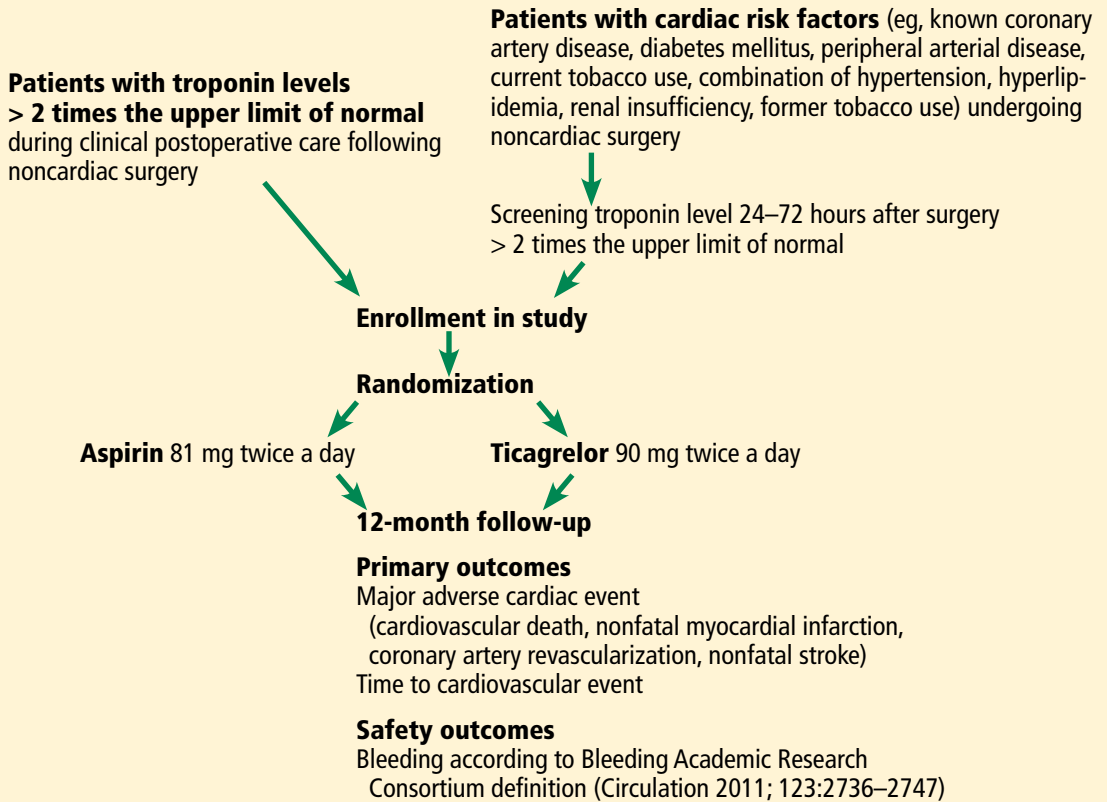 Patients with troponin levels
> 2 times the upper limit of normal
during clinical postoperative care following
noncardiac surgery
Patients with cardiac risk factors (eg, known coronary
artery disease, diabetes mellitus, peripheral arterial disease,
current tobacco use, combination of hypertension, hyperlip-
idemia, renal insufficiency, former tobacco use) undergoing
noncardiac surgery
Screening troponin level 24–72 hours after surgery
> 2 times the upper limit of normal
Enrollment in study
Randomization
Aspirin 81 mg twice a day
Ticagrelor 90 mg twice a day
12-month follow-up
Primary outcomes
Major adverse cardiac event
(cardiovascular death, nonfatal myocardial infarction,
coronary artery revascularization, nonfatal stroke)
Time to cardiovascular event
Safety outcomes
Bleeding according to Bleeding Academic Research
Consortium definition (Circulation 2011; 123:2736–2747)